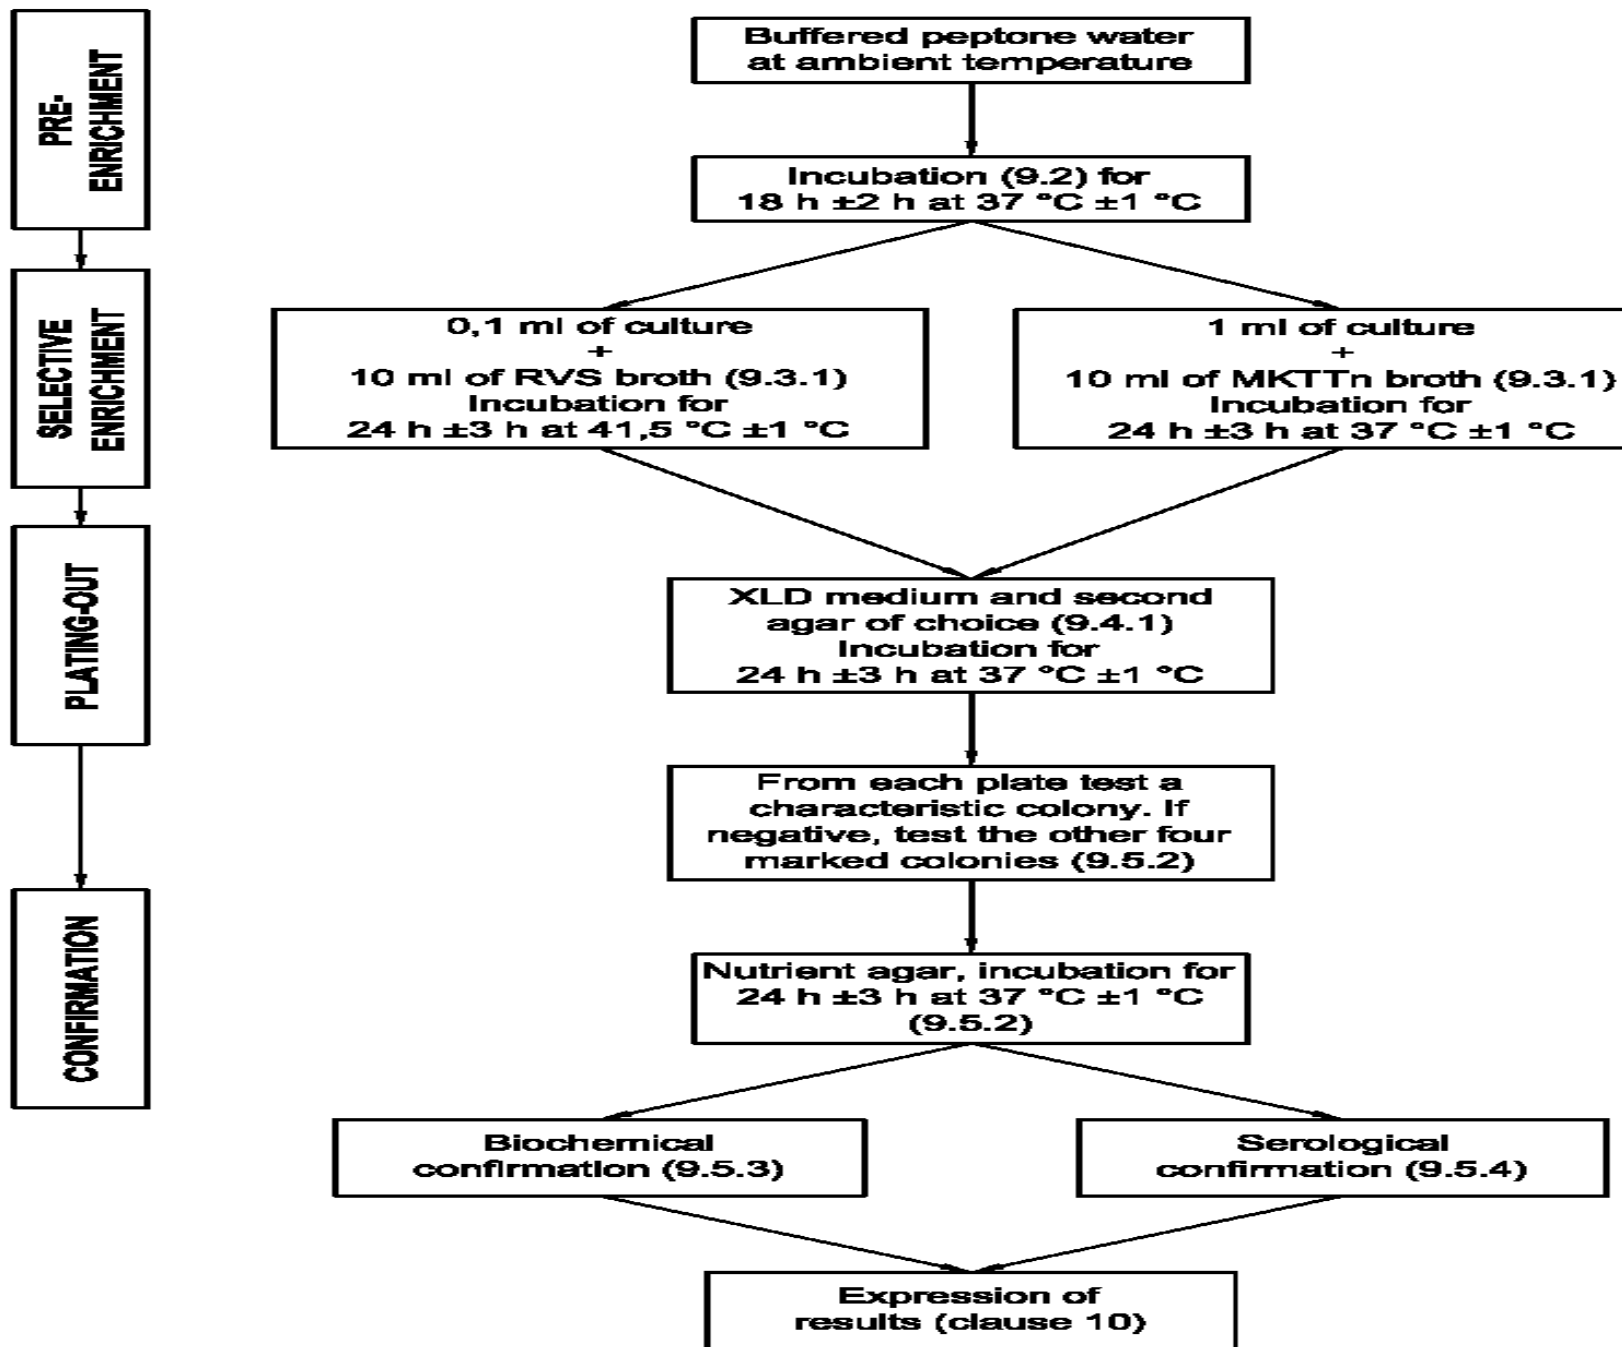 PRE-
ENRICHMENT
Buffered peptone water
at ambient temperature
Incubation (9.2) for
18 h ±2 h at 37 °C ±1 °C
SELECTIVE
ENRICHMENT
0,1 ml of culture
+
10 ml of RVS broth (9.3.1)
Incubation for
24 h ±3 h at 41,5 °C ±1 °C
1 ml of culture
+
10 ml of MKTTn broth (9.3.1)
Incubation for
24 h ±3 h at 37 °C ±1 °C
PLATING-OUT
XLD medium and second
agar of choice (9.4.1)
Incubation for
24 h ±3 h at 37 °C ±1 °C
From each plate test a
characteristic colony. If
negative, test the other four
marked colonies (9.5.2)
CONFIRMATION
Nutrient agar, incubation for
24 h ±3 h at 37 °C ±1 °C
(9.5.2)
Biochemical
confirmation (9.5.3)
Serological
confirmation (9.5.4)
Expression of
results (clause 10)